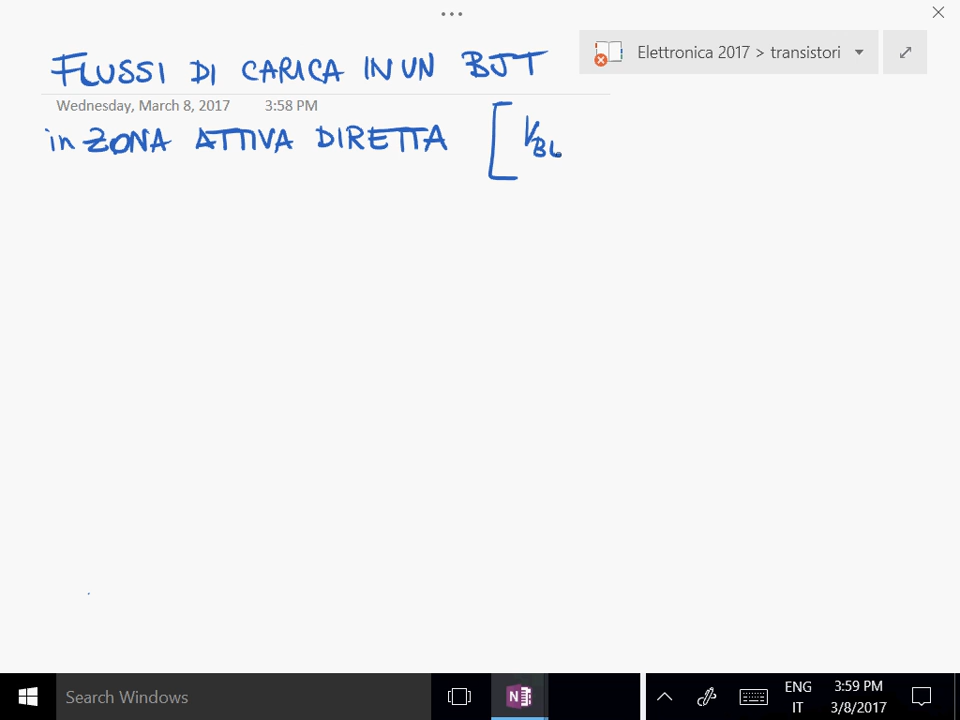 Elettronica 2017 > transistori
FLUSSI DI CARICA IN UN BJT
Wednesday, March 8, 2017 3:58 PM
in ZONA ATTIVA DIRETTA [
Search Windows
ENG
IT
3:59 PM
3/8/2017